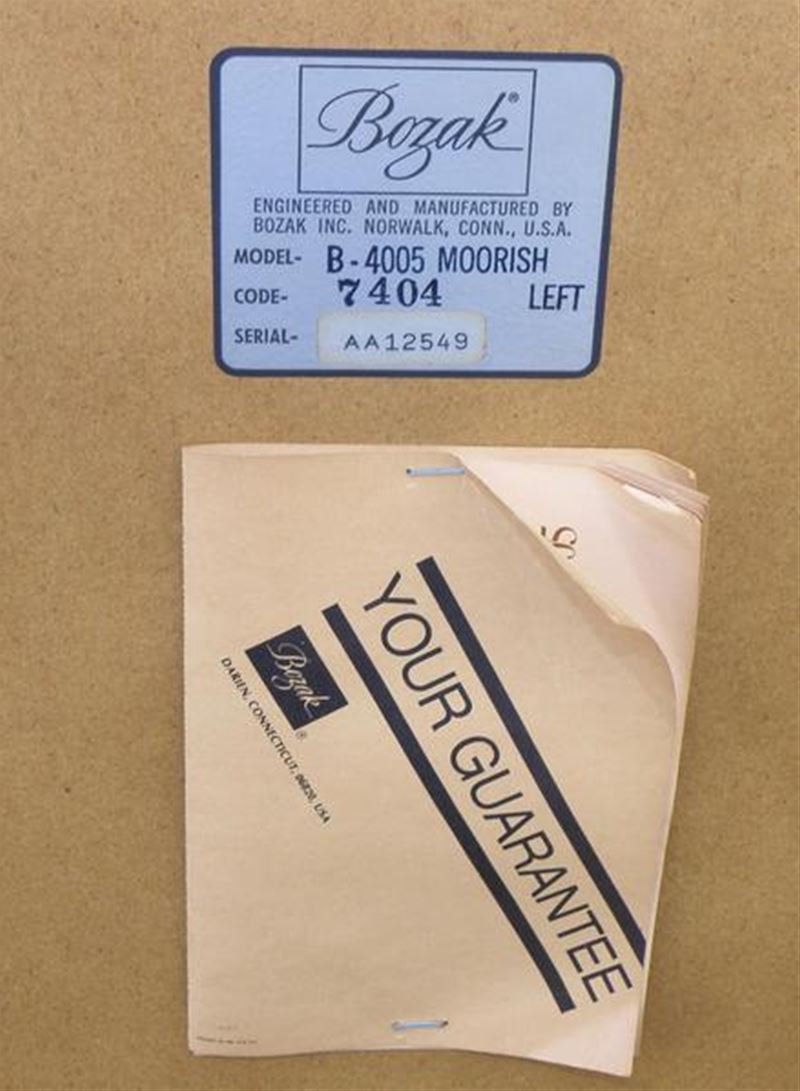 Bozak®
ENGINEERED AND MANUFACTURED BY
BOZAK INC. NORWALK, CONN., U.S.A.
MODEL- B-4005 MOORISH
CODE- 7404 LEFT
SERIAL- AA12549
YOUR GUARANTEE
Bozak®
DARIEN, CONNECTICUT, 06820, USA